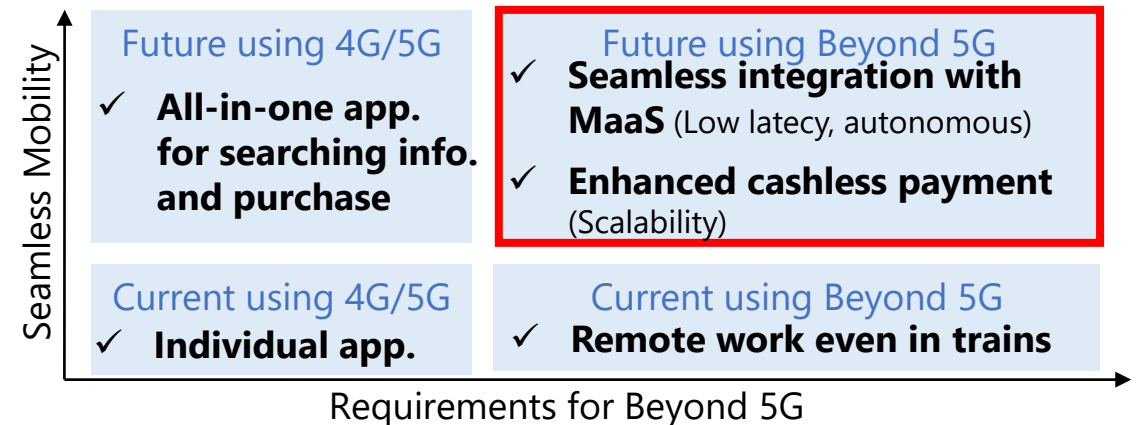 Seamless Mobility
Future using 4G/5G
✓ All-in-one app.
for searching info.
and purchase
Future using Beyond 5G
✓ Seamless integration with
MaaS (Low latecy, autonomous)
✓ Enhanced cashless payment
(Scalability)
Current using 4G/5G
✓ Individual app.
Current using Beyond 5G
✓ Remote work even in trains
Requirements for Beyond 5G